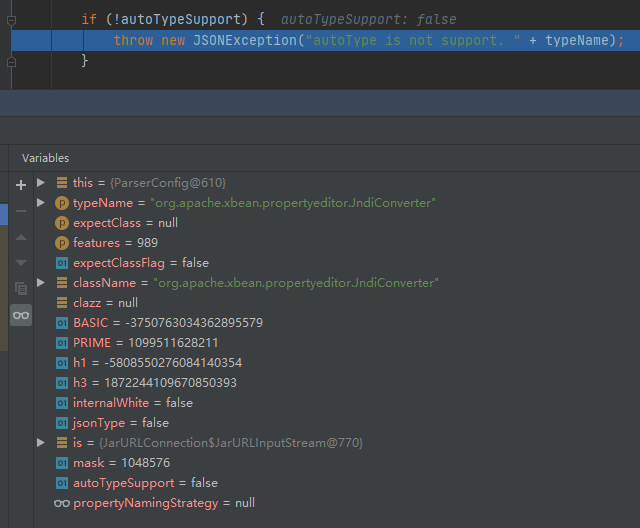 if (!autoTypeSupport) {  autoTypeSupport: false
throw new JSONException("autoType is not support. " + typeName);
}
Variables
this = {ParserConfig@610}
typeName = "org.apache.xbean.propertyeditor.JndiConverter"
expectClass = null
features = 989
expectClassFlag = false
className = "org.apache.xbean.propertyeditor.JndiConverter"
clazz = null
BASIC = -3750763034362895579
PRIME = 1099511628211
h1 = -5808550276084140354
h3 = 1872244109670850393
internalWhite = false
jsonType = false
is = {JarURLConnection$JarURLInputStream@770}
mask = 1048576
autoTypeSupport = false
propertyNamingStrategy = null